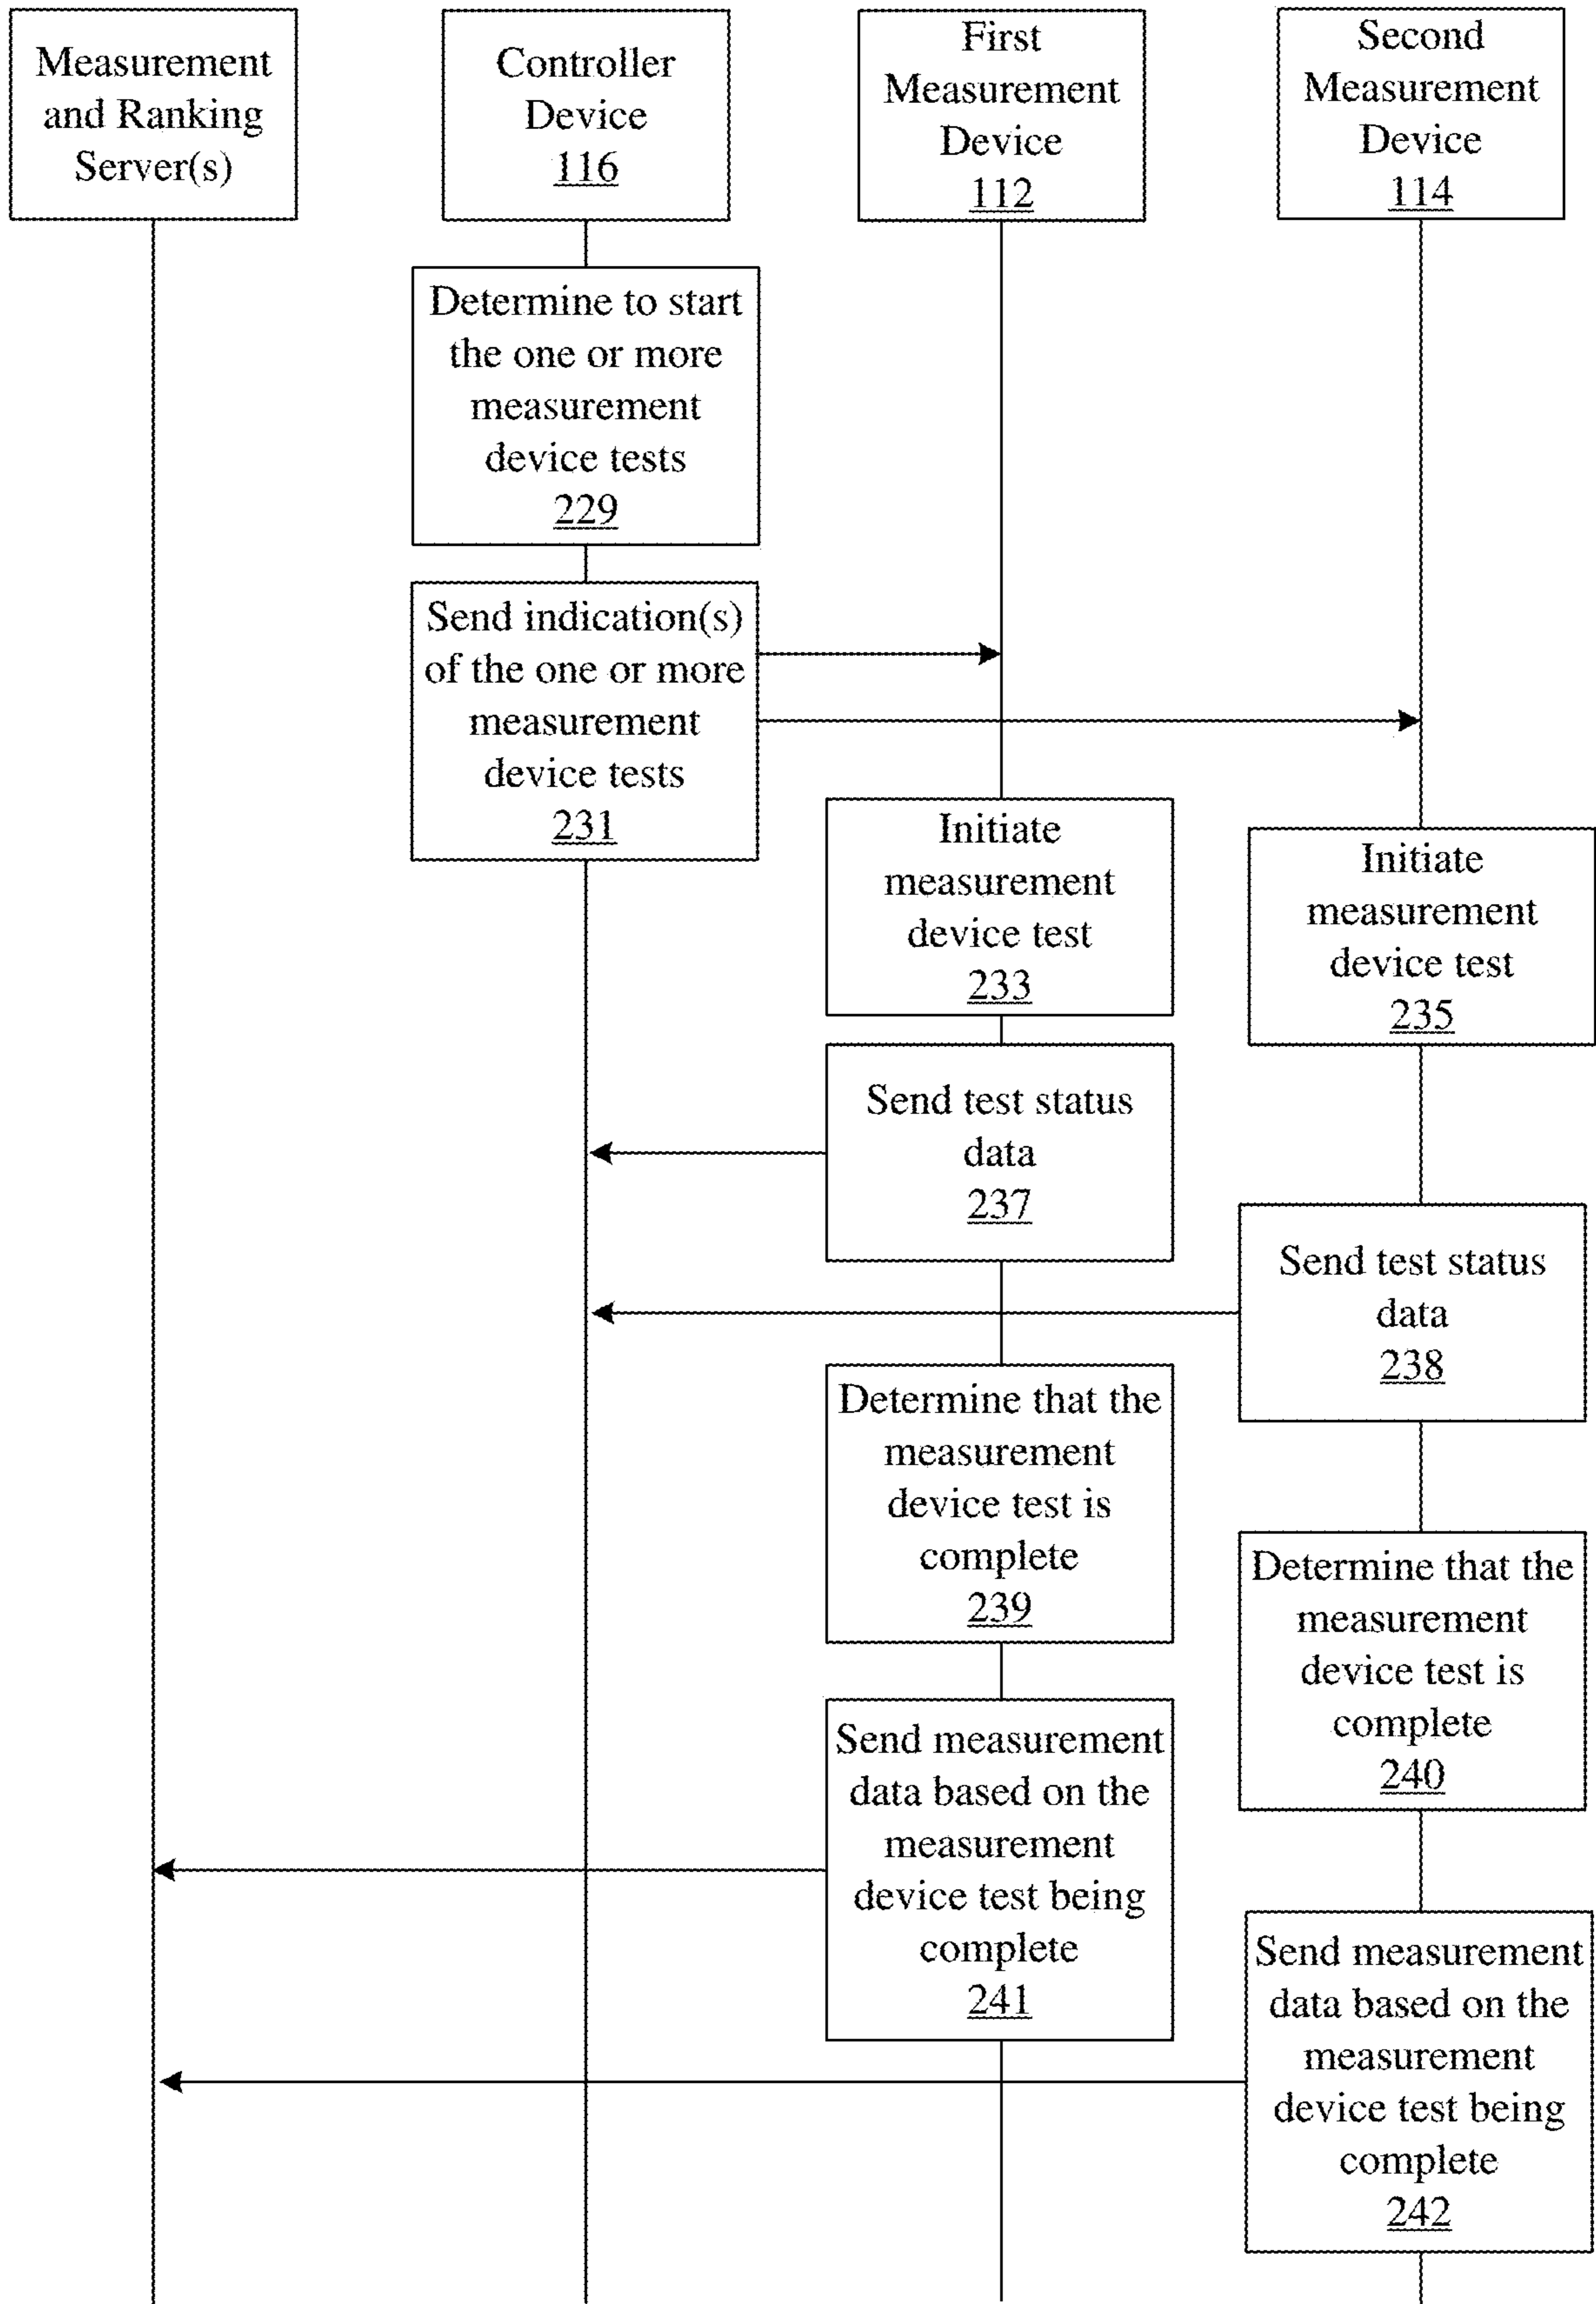 Measurement
and Ranking
Server(s)
Controller
Device
116
First
Measurement
Device
112
Second
Measurement
Device
114
Determine to start
the one or more
measurement
device tests
229
Send indication(s)
of the one or more
measurement
device tests
231
Initiate
measurement
device test
233
Initiate
measurement
device test
235
Send test status
data
237
Send test status
data
238
Determine that the
measurement
device test is
complete
239
Determine that the
measurement
device test is
complete
240
Send measurement
data based on the
measurement
device test being
complete
241
Send measurement
data based on the
measurement
device test being
complete
242